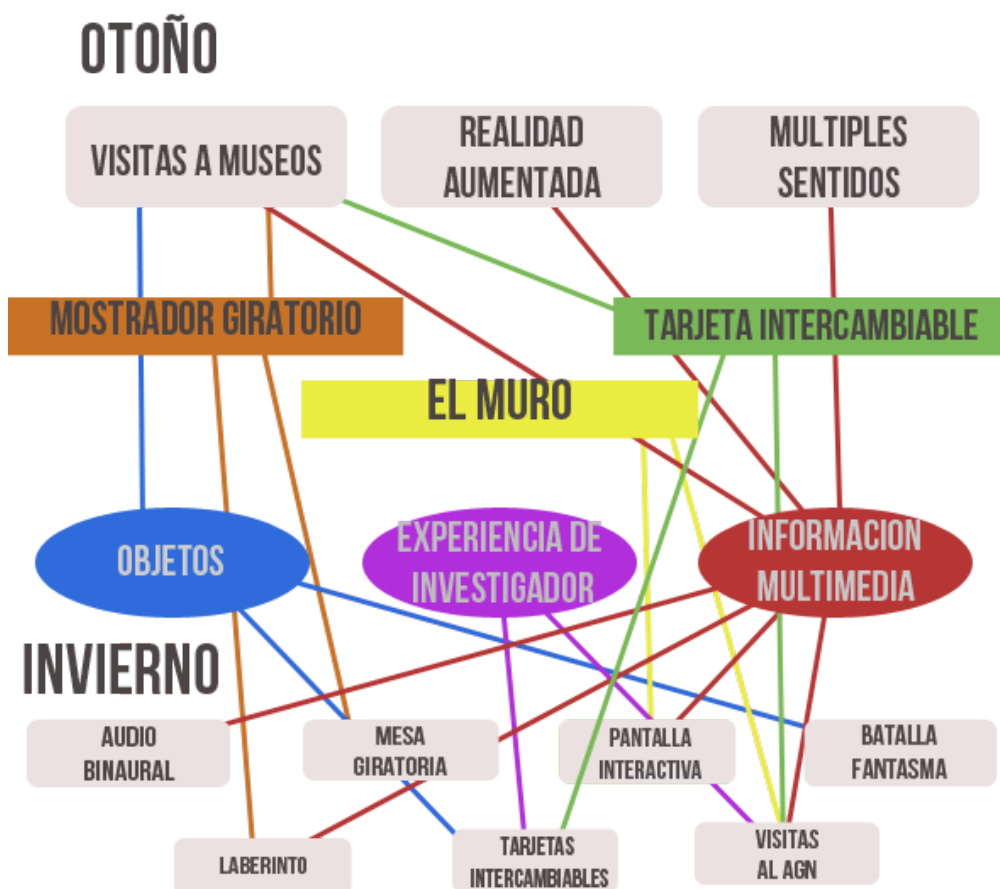 OTOÑO
VISITAS A MUSEOS
REALIDAD
AUMENTADA
MULTIPLES
SENTIDOS
MOSTRADOR GIRATORIO
TARJETA INTERCAMBIABLE
EL MURO
OBJETOS
EXPERIENCIA DE
INVESTIGADOR
INFORMACION
MULTIMEDIA
INVIERNO
AUDIO
BINAURAL
MESA
GIRATORIA
PANTALLA
INTERACTIVA
BATALLA
FANTASMA
LABERINTO
TARJETAS
INTERCAMBIABLES
VISITAS
AL AGN